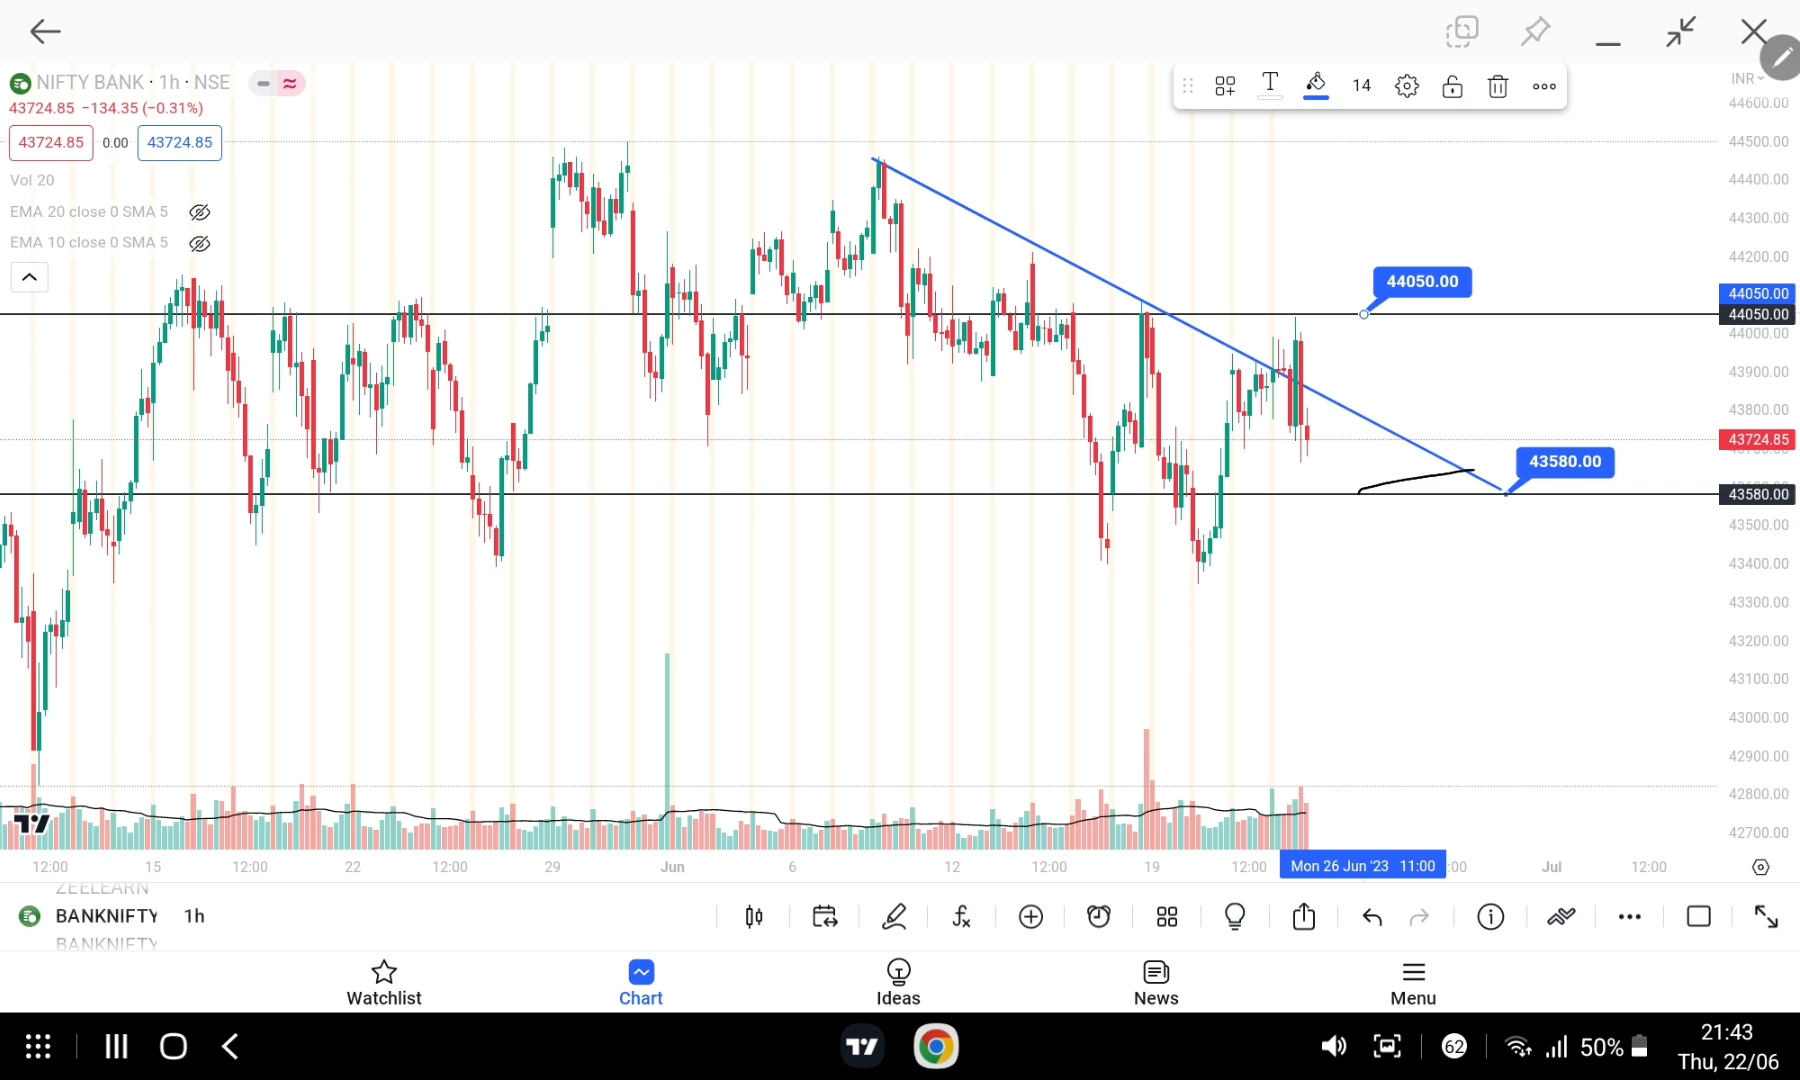 NIFTY BANK · 1h · NSE
43724.85 −134.35 (−0.31%)
43724.85 0.00 43724.85
Vol 20
EMA 20 close 0 SMA 5
EMA 10 close 0 SMA 5
14
INR
44600.00
44500.00
44400.00
44300.00
44200.00
44050.00
44050.00
44050.00
44000.00
43900.00
43800.00
43724.85
43580.00
43580.00
43500.00
43400.00
43300.00
43200.00
43100.00
43000.00
42900.00
42800.00
42700.00
12:00 15 12:00 22 12:00 29 Jun 6 12 12:00 19 12:00 Mon 26 Jun '23 11:00 :00 Jul 12:00
ZEELEARN
BANKNIFTY 1h
BANKNIFTY
Watchlist Chart Ideas News Menu
62 50% 21:43
Thu, 22/06